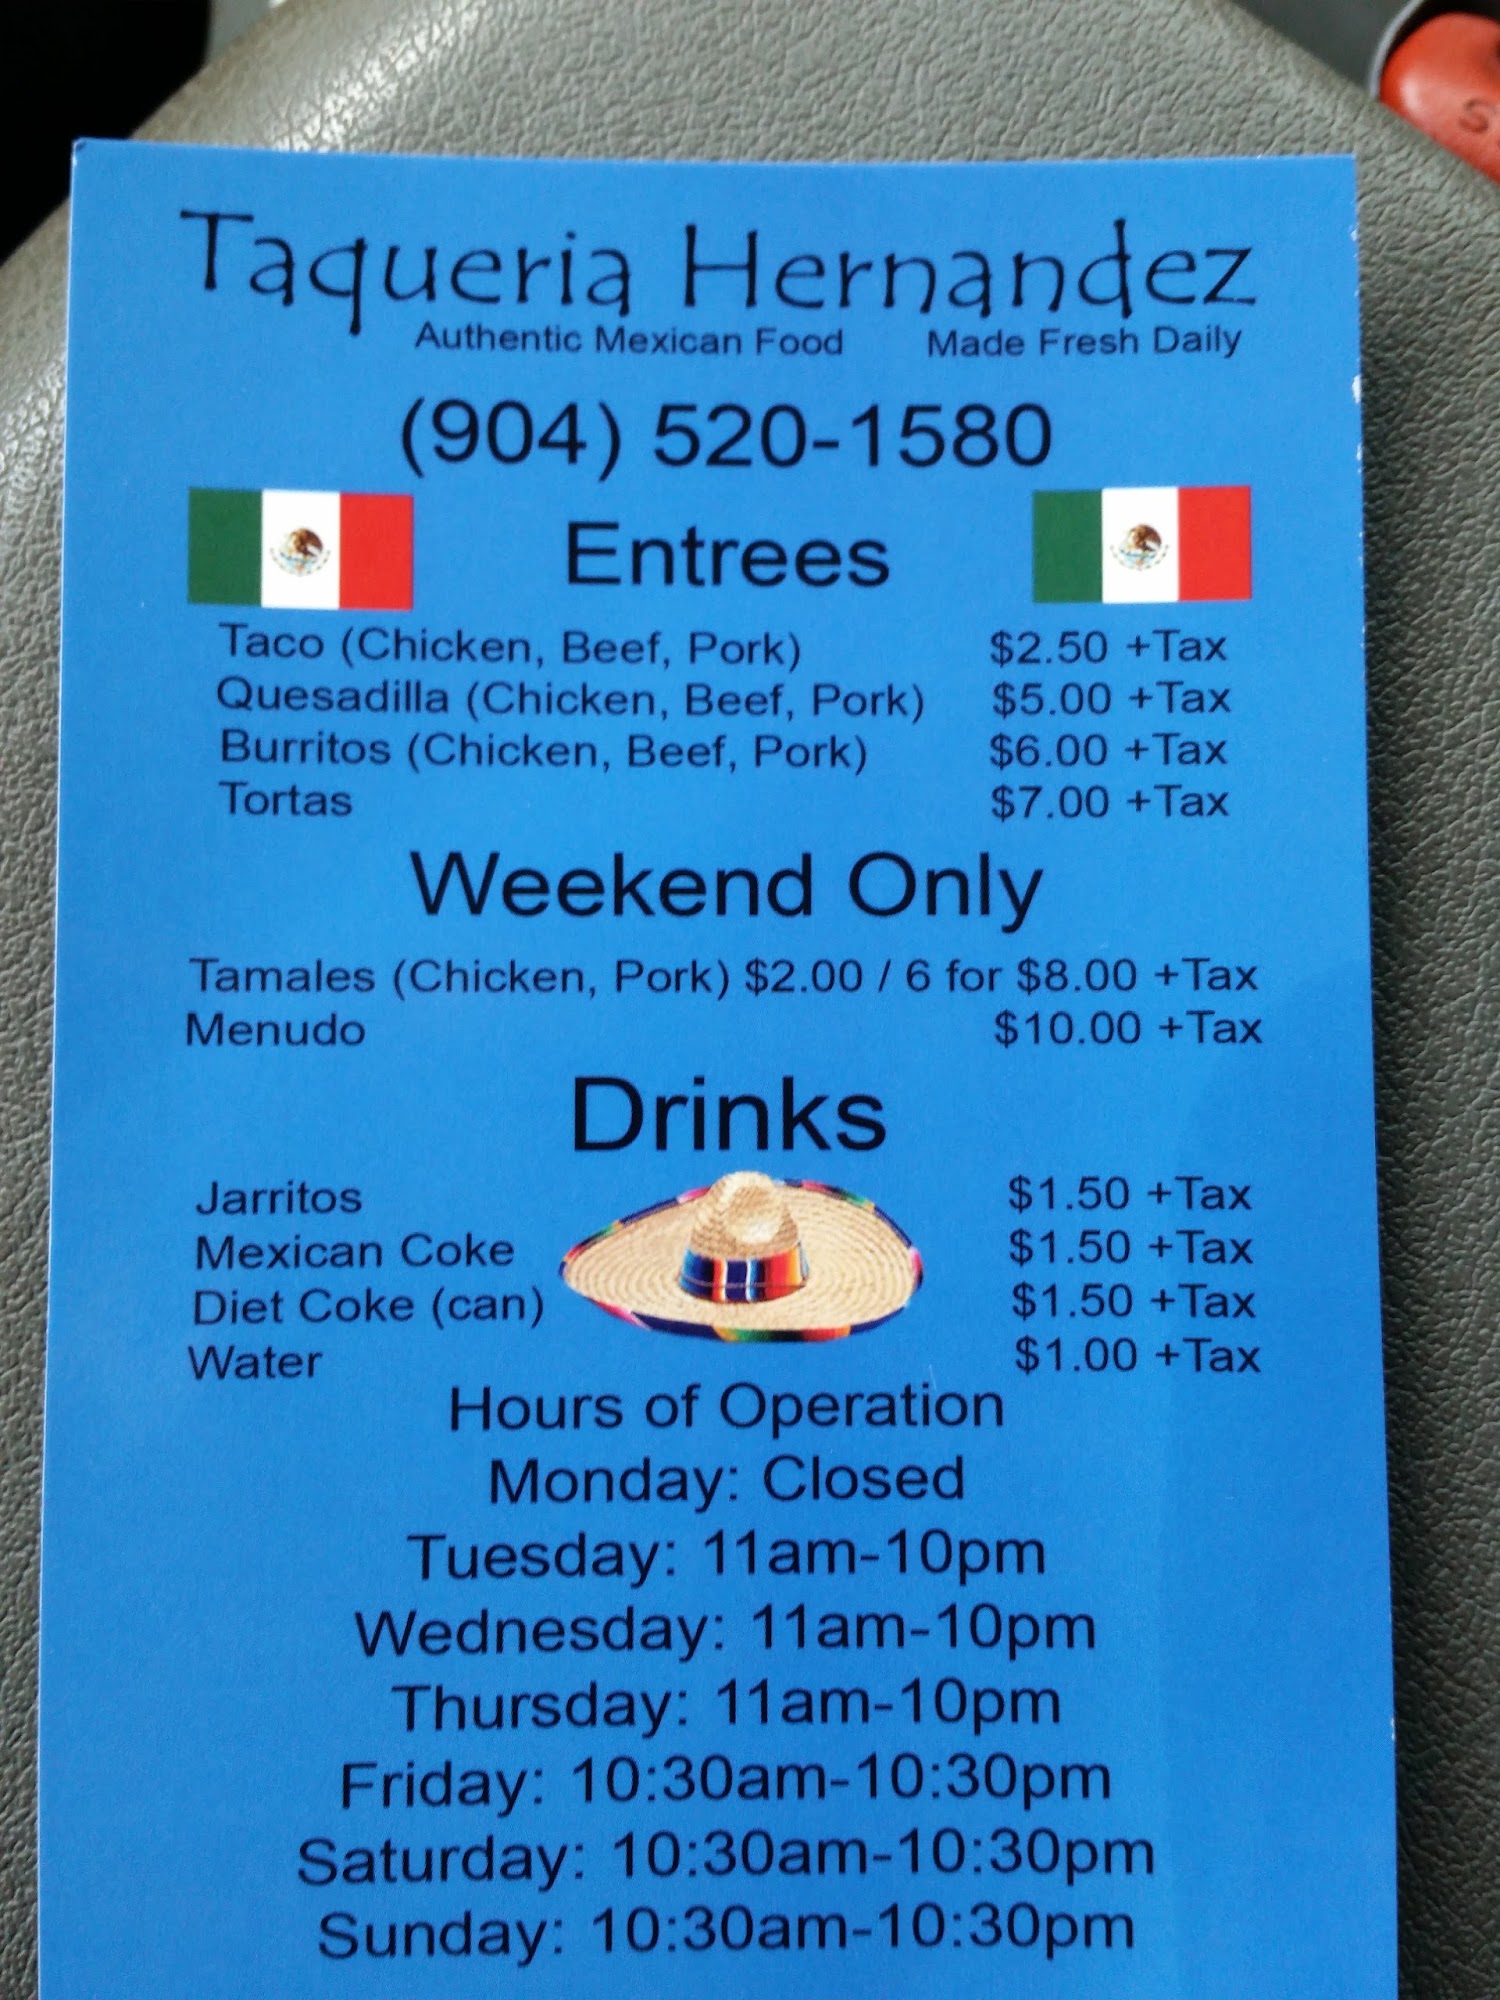 Taqueria Hernandez
Authentic Mexican Food Made Fresh Daily
(904) 520-1580
Entrees
Taco (Chicken, Beef, Pork) $2.50 +Tax
Quesadilla (Chicken, Beef, Pork) $5.00 +Tax
Burritos (Chicken, Beef, Pork) $6.00 +Tax
Tortas $7.00 +Tax
Weekend Only
Tamales (Chicken, Pork) $2.00 / 6 for $8.00 +Tax
Menudo $10.00 +Tax
Drinks
Jarritos $1.50 +Tax
Mexican Coke $1.50 +Tax
Diet Coke (can) $1.50 +Tax
Water $1.00 +Tax
Hours of Operation
Monday: Closed
Tuesday: 11am-10pm
Wednesday: 11am-10pm
Thursday: 11am-10pm
Friday: 10:30am-10:30pm
Saturday: 10:30am-10:30pm
Sunday: 10:30am-10:30pm